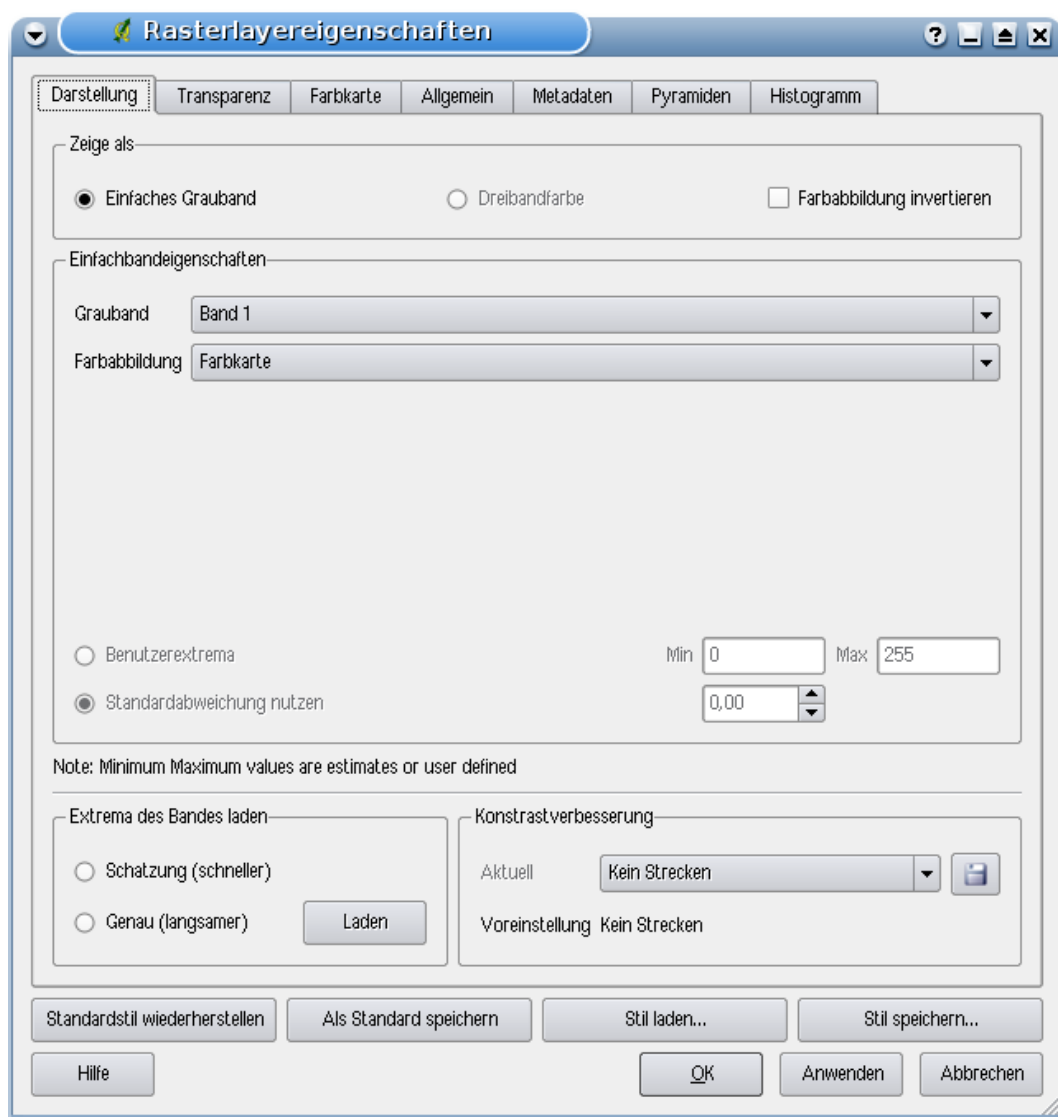 Rasterlayereigenschaften
Darstellung Transparenz Farbkarte Allgemein Metadaten Pyramiden Histogramm
Zeige als
Einfaches Grauband Dreibandfarbe Farbabbildung invertieren
Einfachbandeigenschaften
Grauband Band 1
Farbabbildung Farbkarte
Benutzerextrema Min 0 Max 255
Standardabweichung nutzen 0,00
Note: Minimum Maximum values are estimates or user defined
Extrema des Bandes laden
Schatzung (schneller)
Genau (langsamer) Laden
Konstrastverbesserung
Aktuell Kein Strecken
Voreinstellung Kein Strecken
Standardstil wiederherstellen Als Standard speichern Stil laden... Stil speichern...
Hilfe OK Anwenden Abbrechen